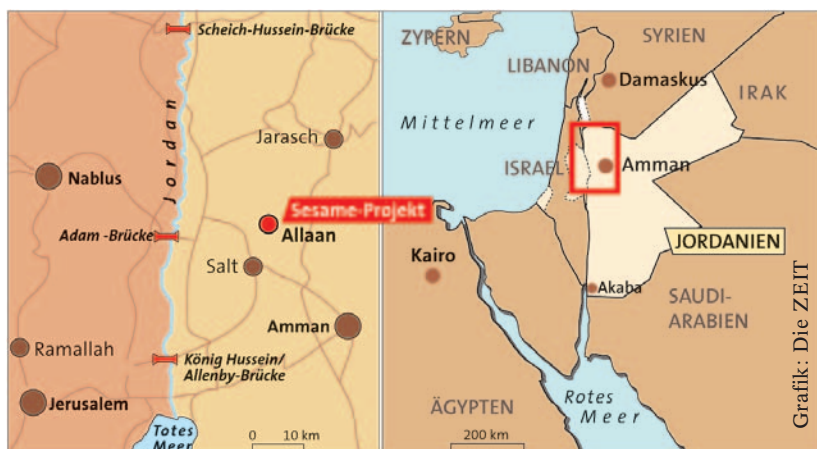 Scheich-Hussein-Brücke
Jordan
Jarasch
Nablus
Sesame-Projekt
Adam -Brücke
Allaan
Salt
Amman
Ramallah
König Hussein/
Allenby-Brücke
Jerusalem
Totes
Meer
0 10 km
ZYPERN
SYRIEN
LIBANON
Damaskus
IRAK
Mittelmeer
ISRAEL
Amman
JORDANIEN
Kairo
Akaba
SAUDI-
ARABIEN
ÄGYPTEN
Rotes
Meer
200 km
Grafik: Die ZEIT